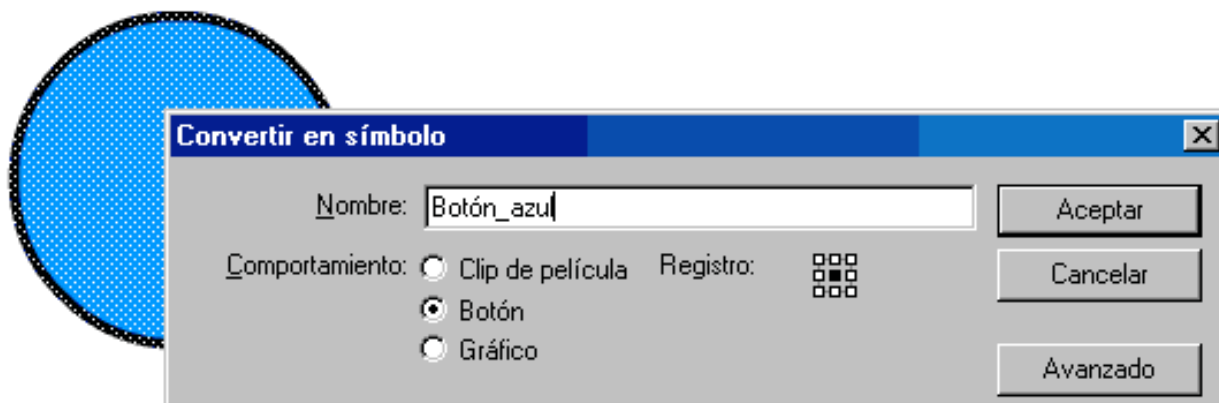 Convertir en símbolo
Nombre: Botón_azul
Aceptar
Comportamiento: Clip de película Registro:
Cancelar
Botón
Gráfico
Avanzado